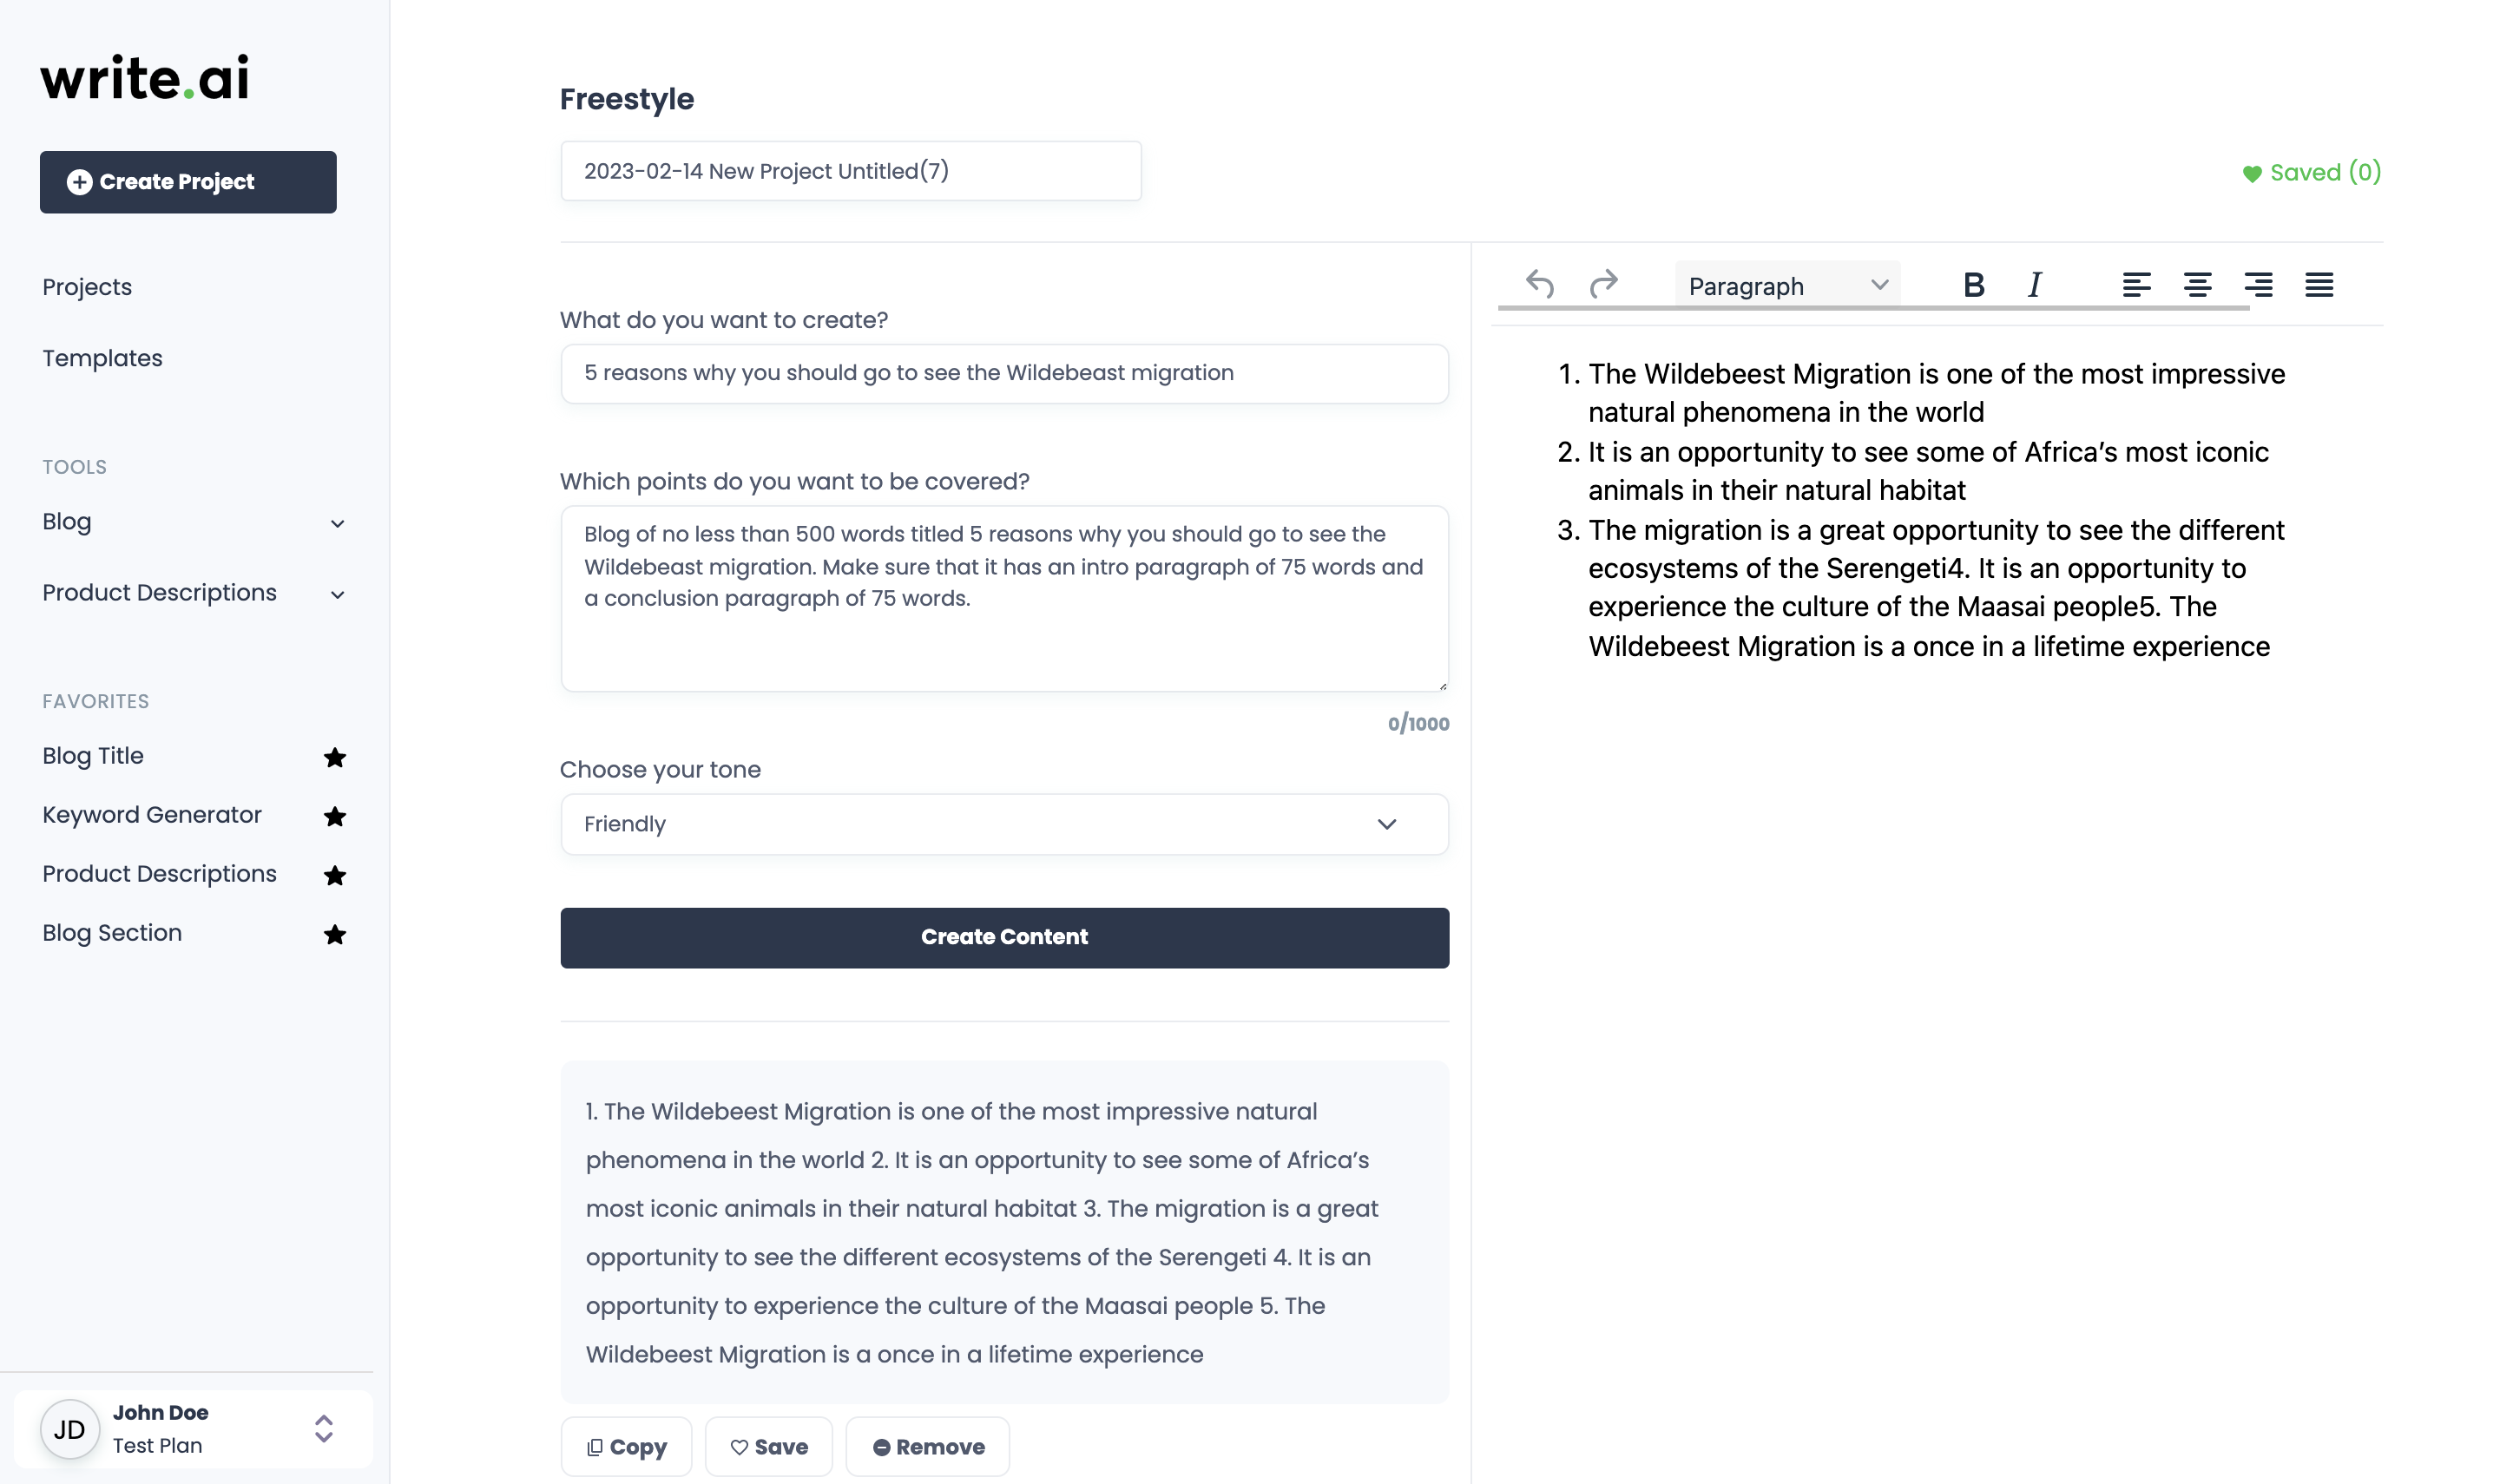 write.ai
Create Project
Projects
Templates
TOOLS
Blog
Product Descriptions
FAVORITES
Blog Title
Keyword Generator
Product Descriptions
Blog Section
JD
John Doe
Test Plan
Freestyle
2023-02-14 New Project Untitled(7)
Saved (0)
What do you want to create?
5 reasons why you should go to see the Wildebeast migration
Which points do you want to be covered?
Blog of no less than 500 words titled 5 reasons why you should go to see the
Wildebeast migration. Make sure that it has an intro paragraph of 75 words and
a conclusion paragraph of 75 words.
0/1000
Choose your tone
Friendly
Create Content
1. The Wildebeest Migration is one of the most impressive natural
phenomena in the world 2. It is an opportunity to see some of Africa's
most iconic animals in their natural habitat 3. The migration is a great
opportunity to see the different ecosystems of the Serengeti 4. It is an
opportunity to experience the culture of the Maasai people 5. The
Wildebeest Migration is a once in a lifetime experience
Copy
Save
Remove
Paragraph
B
I
1. The Wildebeest Migration is one of the most impressive
natural phenomena in the world
2. It is an opportunity to see some of Africa's most iconic
animals in their natural habitat
3. The migration is a great opportunity to see the different
ecosystems of the Serengeti4. It is an opportunity to
experience the culture of the Maasai people5. The
Wildebeest Migration is a once in a lifetime experience